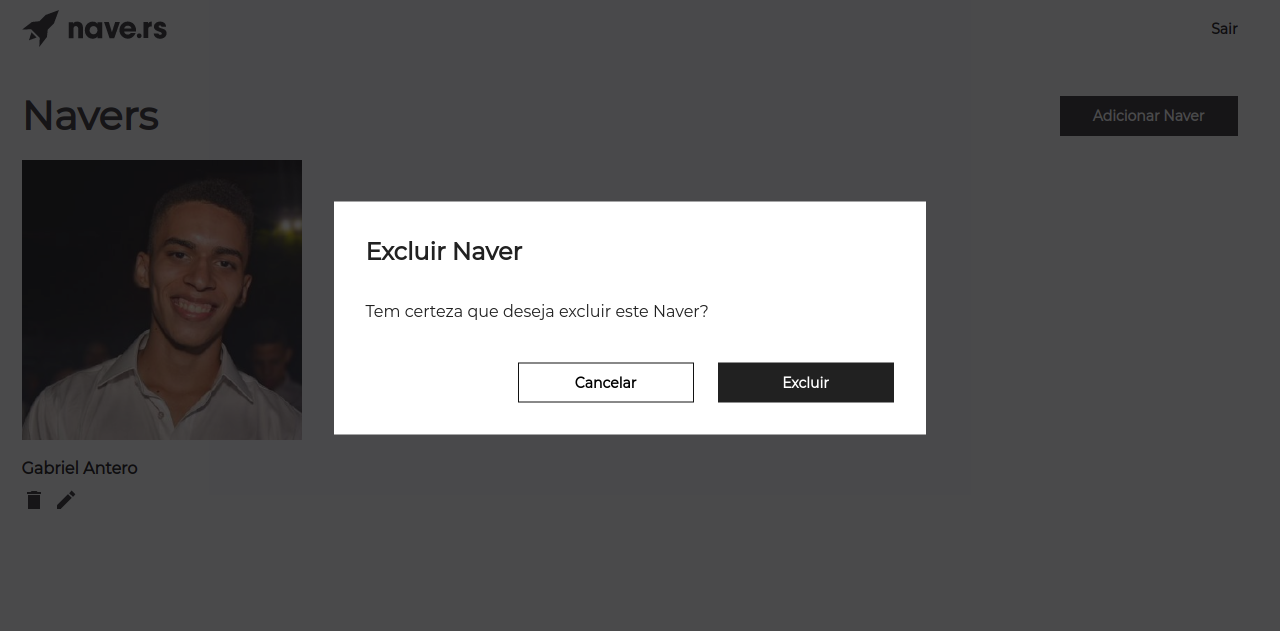 nave.rs
Sair
Navers
Adicionar Naver
Excluir Naver
Tem certeza que deseja excluir este Naver?
Cancelar
Excluir
Gabriel Antero